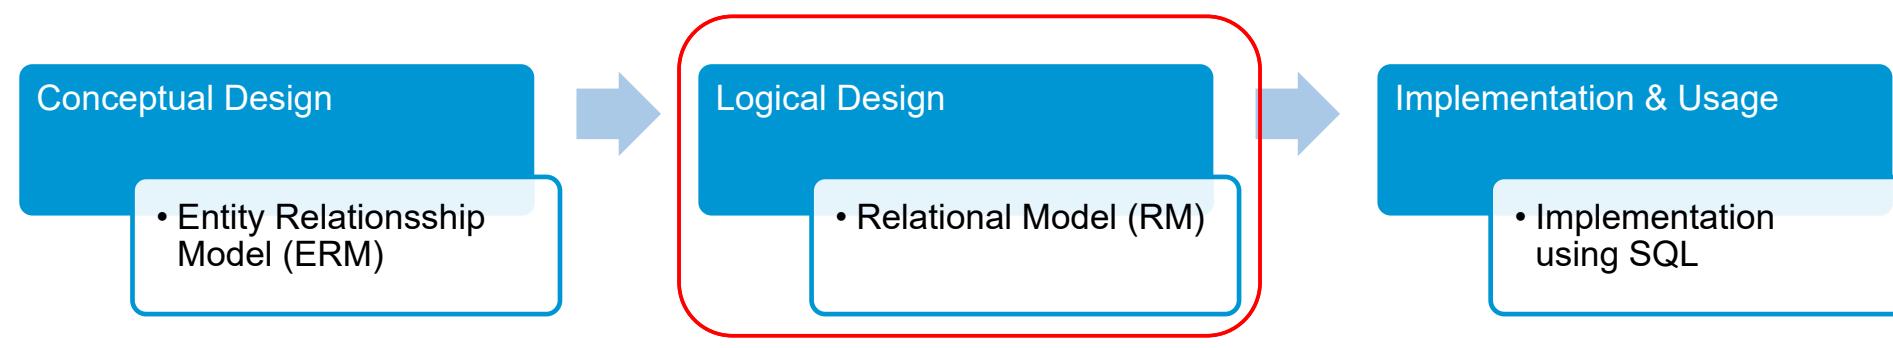 Conceptual Design
• Entity Relationsship
Model (ERM)
Logical Design
• Relational Model (RM)
Implementation & Usage
• Implementation
using SQL